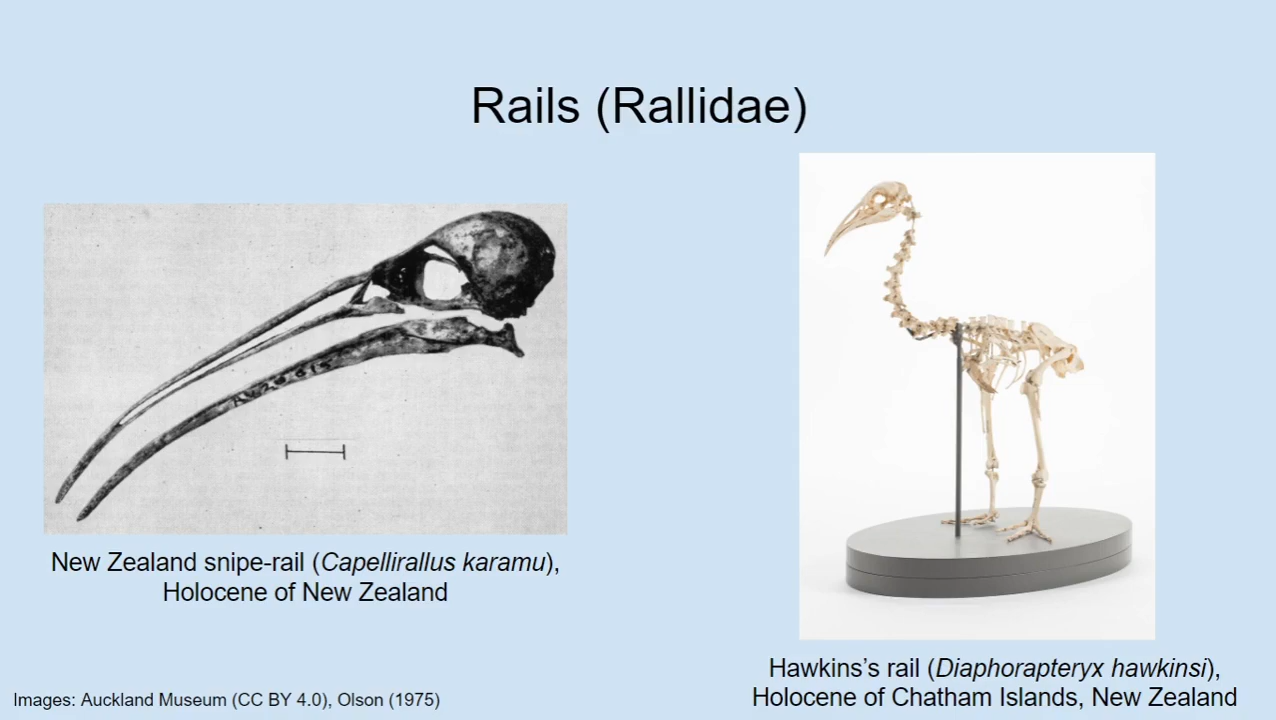 Rails (Rallidae)
New Zealand snipe-rail (Capellirallus karamu),
Holocene of New Zealand
Hawkins’s rail (Diaphorapteryx hawkinsi),
Holocene of Chatham Islands, New Zealand
Images: Auckland Museum (CC BY 4.0), Olson (1975)